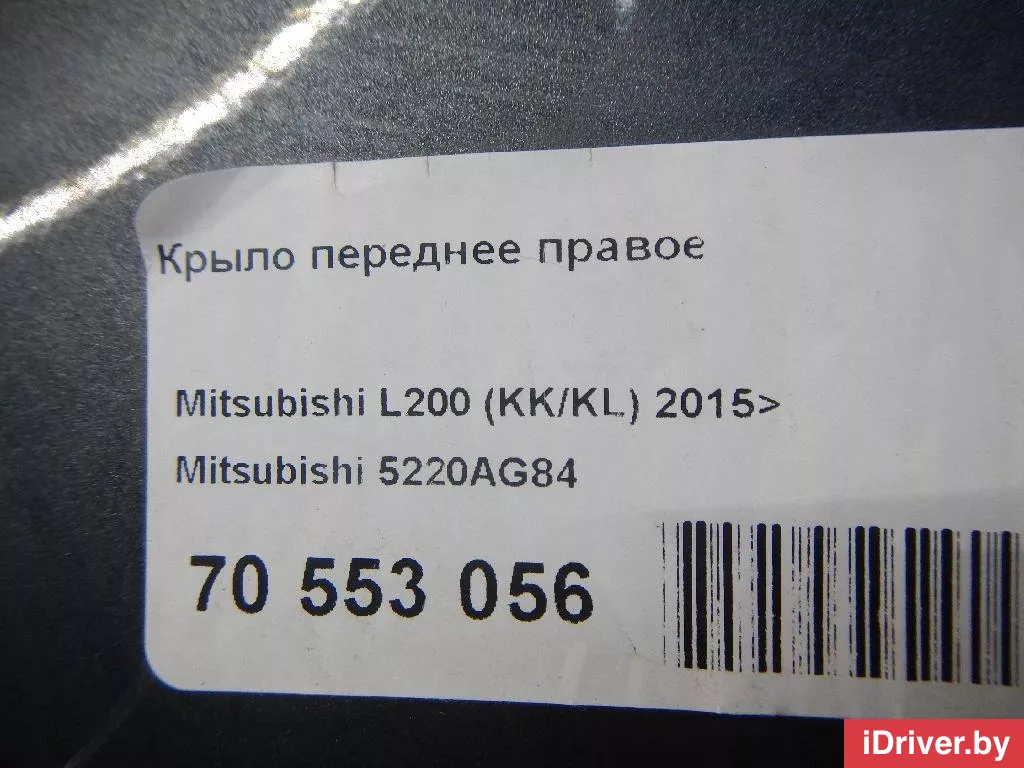 Крыло переднее правое
Mitsubishi L200 (KK/KL) 2015>
Mitsubishi 5220AG84
70 553 056
iDriver.by